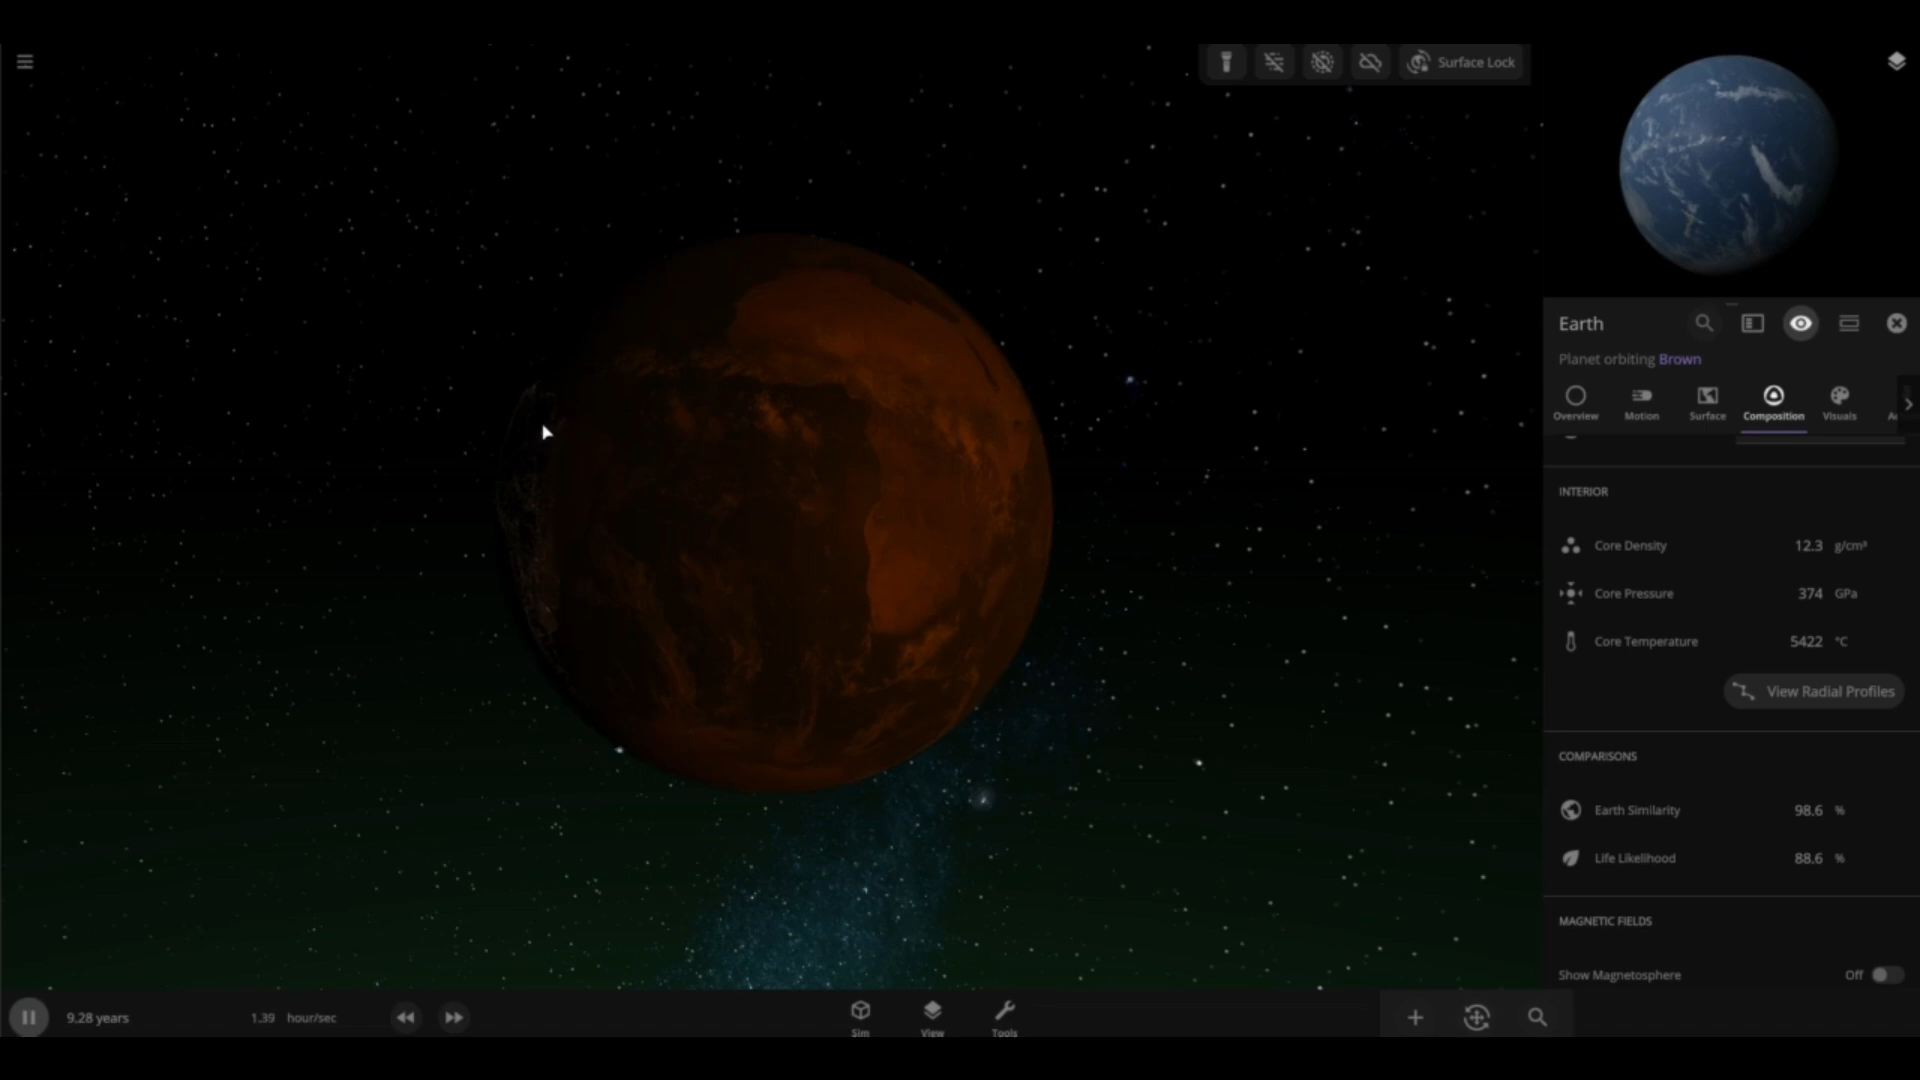 Surface Lock
Earth
Planet orbiting Brown
Overview Motion Surface Composition Visuals
INTERIOR
Core Density 12.3 g/cm³
Core Pressure 374 GPa
Core Temperature 5422 °C
View Radial Profiles
COMPARISONS
Earth Similarity 98.6 %
Life Likelihood 88.6 %
MAGNETIC FIELDS
Show Magnetosphere Off
9.28 years 1.39 hour/sec
Sim View Tools